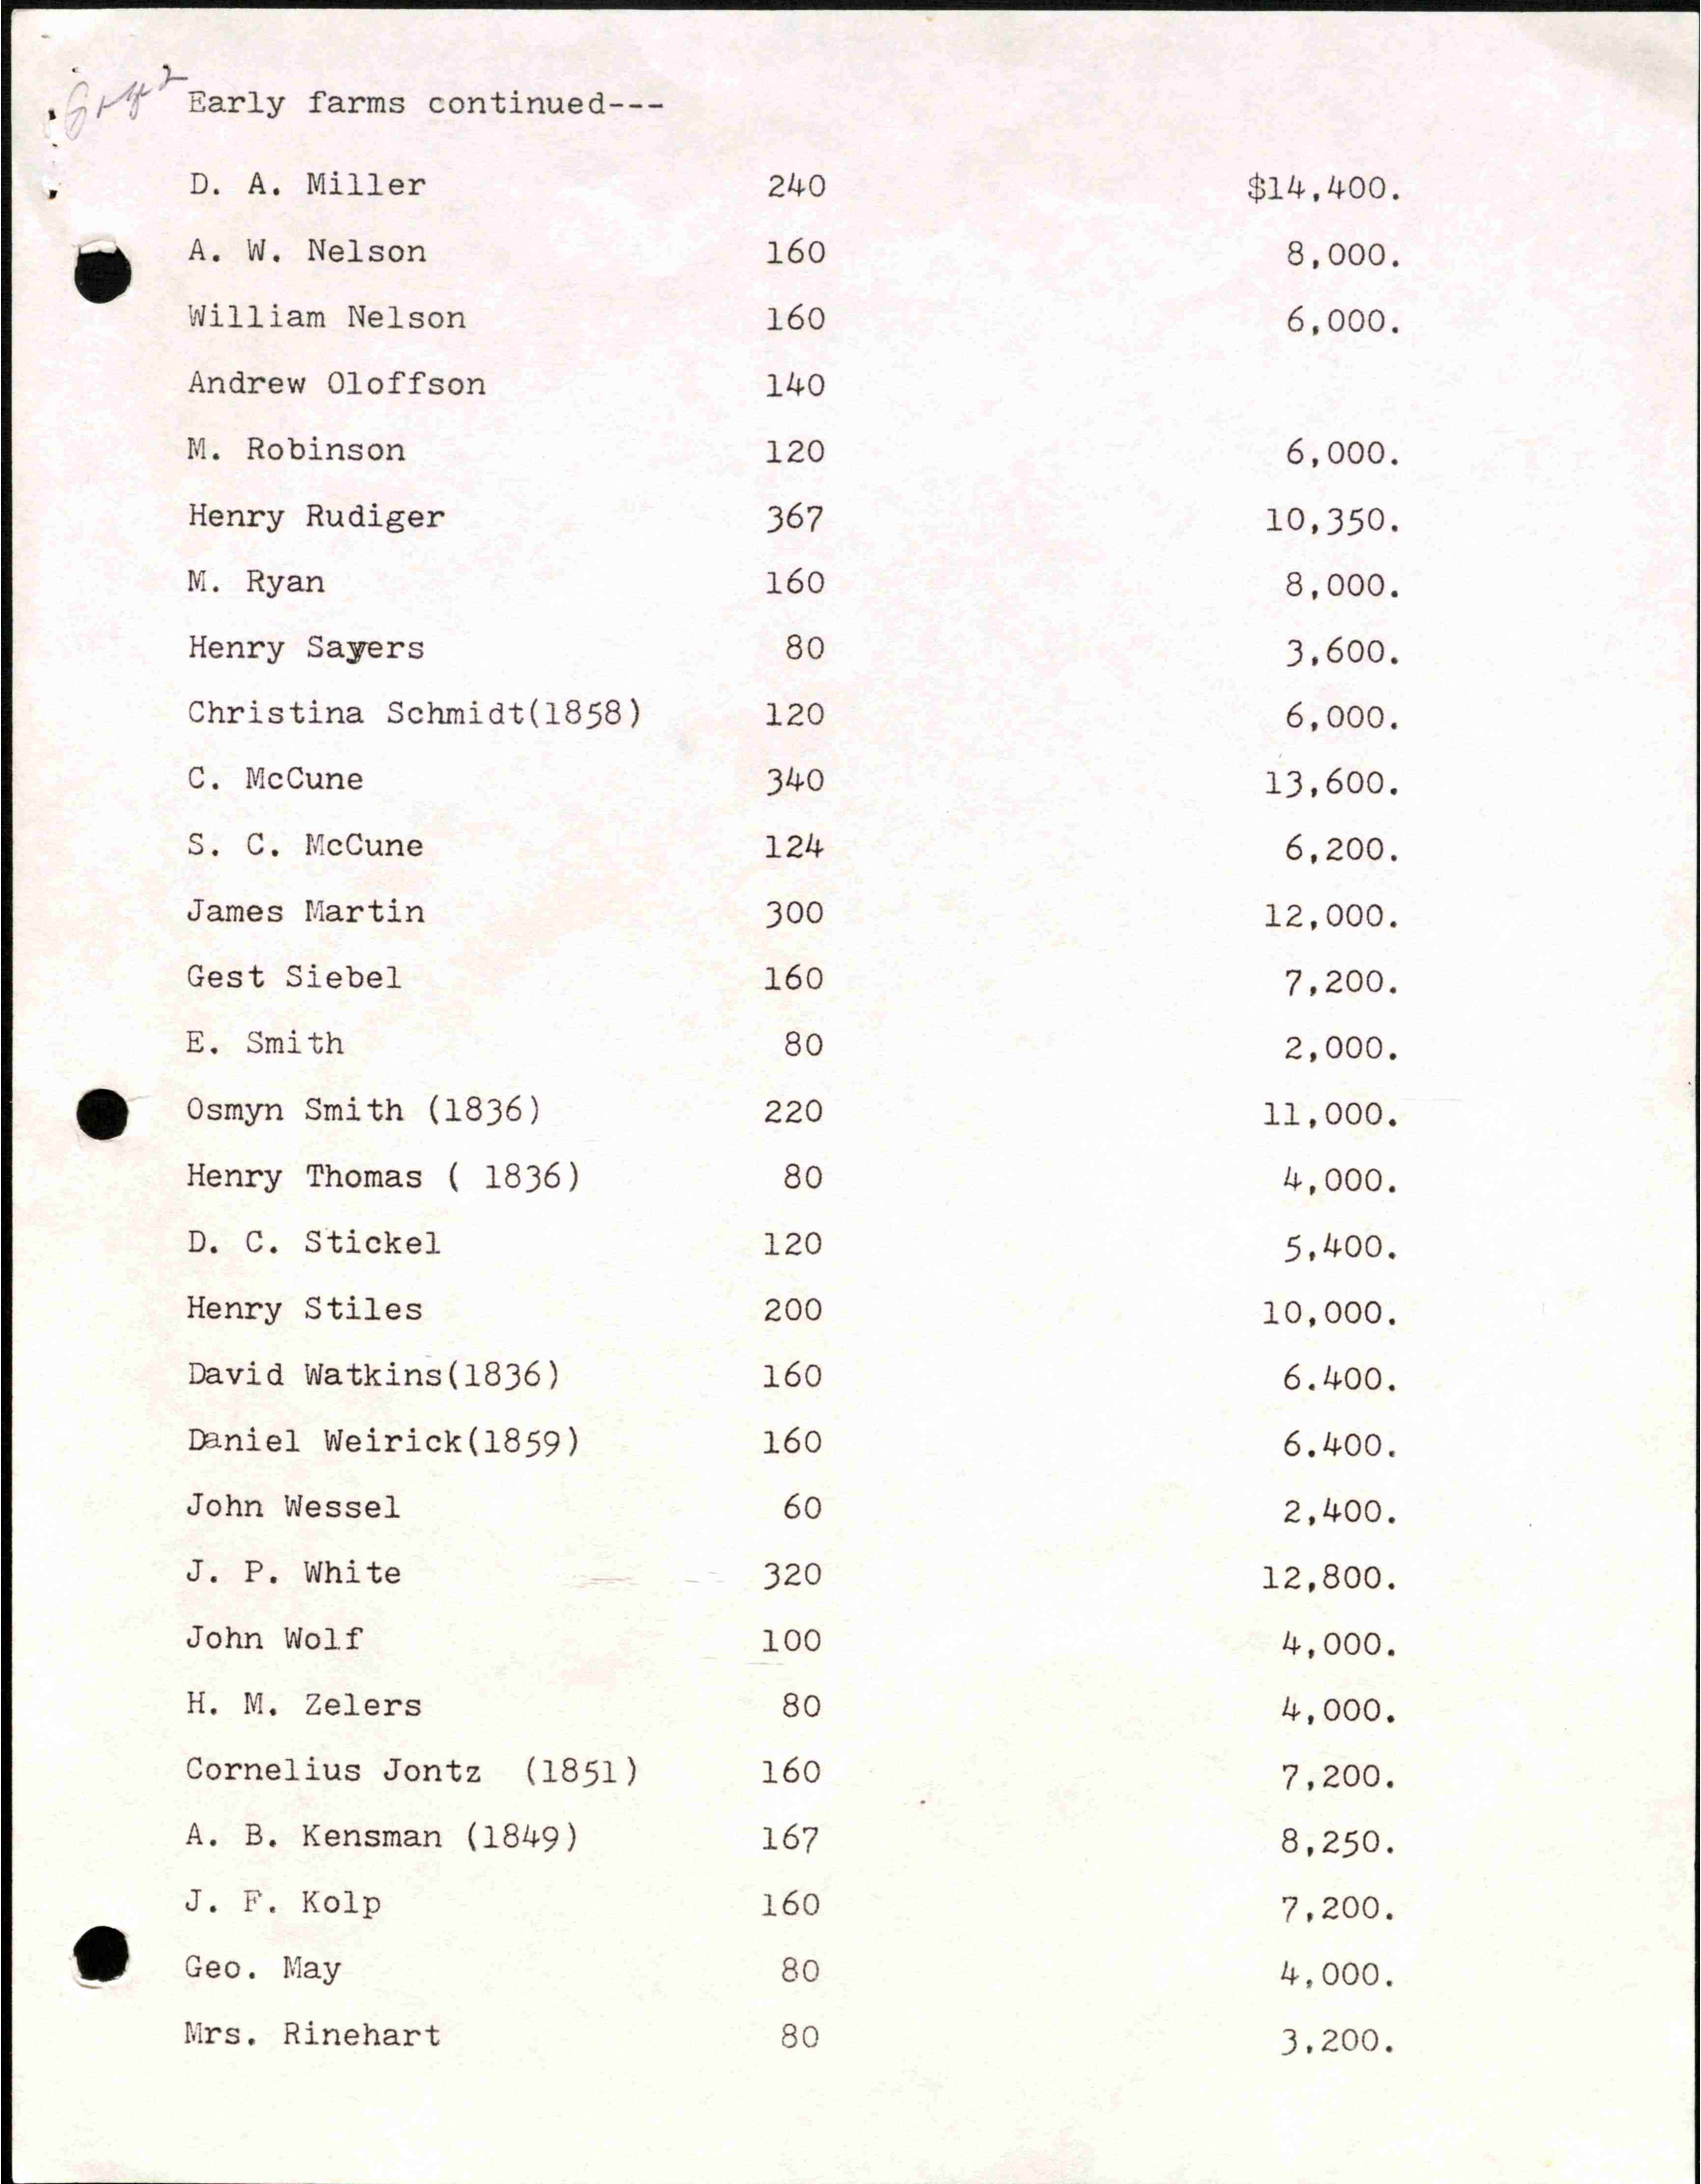 Early farms continued---
D. A. Miller 240 $14,400.
A. W. Nelson 160 8,000.
William Nelson 160 6,000.
Andrew Oloffson 140
M. Robinson 120 6,000.
Henry Rudiger 367 10,350.
M. Ryan 160 8,000.
Henry Sayers 80 3,600.
Christina Schmidt(1858) 120 6,000.
C. McCune 340 13,600.
S. C. McCune 124 6,200.
James Martin 300 12,000.
Gest Siebel 160 7,200.
E. Smith 80 2,000.
Osmyn Smith (1836) 220 11,000.
Henry Thomas ( 1836) 80 4,000.
D. C. Stickel 120 5,400.
Henry Stiles 200 10,000.
David Watkins(1836) 160 6.400.
Daniel Weirick(1859) 160 6.400.
John Wessel 60 2,400.
J. P. White 320 12,800.
John Wolf 100 4,000.
H. M. Zelers 80 4,000.
Cornelius Jontz (1851) 160 7,200.
A. B. Kensman (1849) 167 8,250.
J. F. Kolp 160 7,200.
Geo. May 80 4,000.
Mrs. Rinehart 80 3,200.